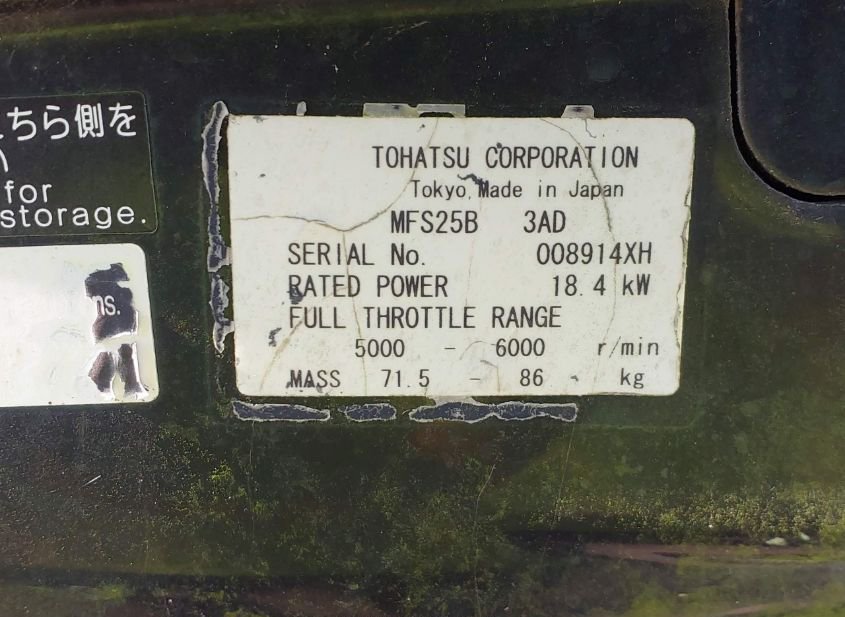 ちら側を
for
storage.
TOHATSU CORPORATION
Tokyo, Made in Japan
MFS25B 3AD
SERIAL No. 008914XH
RATED POWER 18.4 kW
FULL THROTTLE RANGE
5000 - 6000 r/min
MASS 71.5 - 86 kg